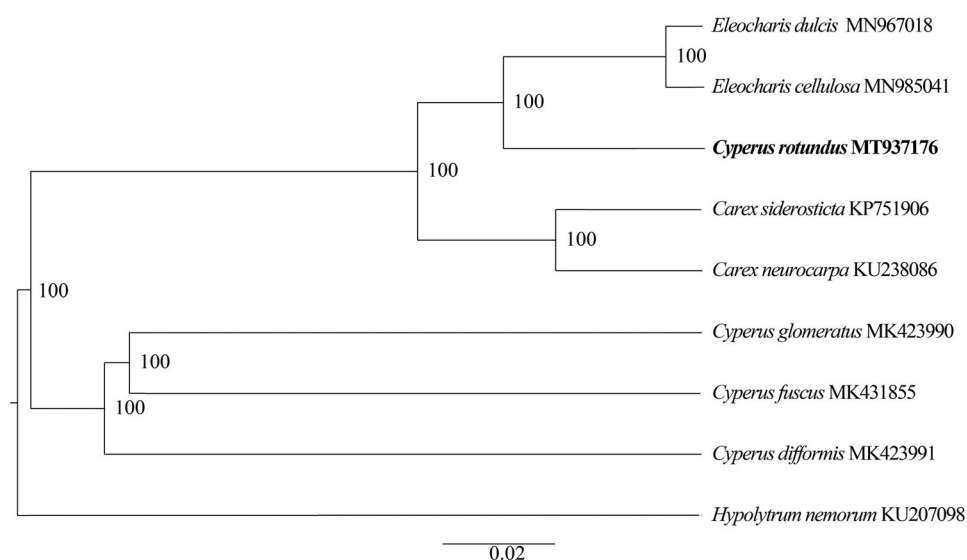 Eleocharis dulcis MN967018
100
Eleocharis cellulosa MN985041
100
Cyperus rotundus MT937176
100
Carex siderosticta KP751906
100
Carex neurocarpa KU238086
100
Cyperus glomeratus MK423990
100
Cyperus fuscus MK431855
100
Cyperus difformis MK423991
Hypolytrum nemorum KU207098
0.02